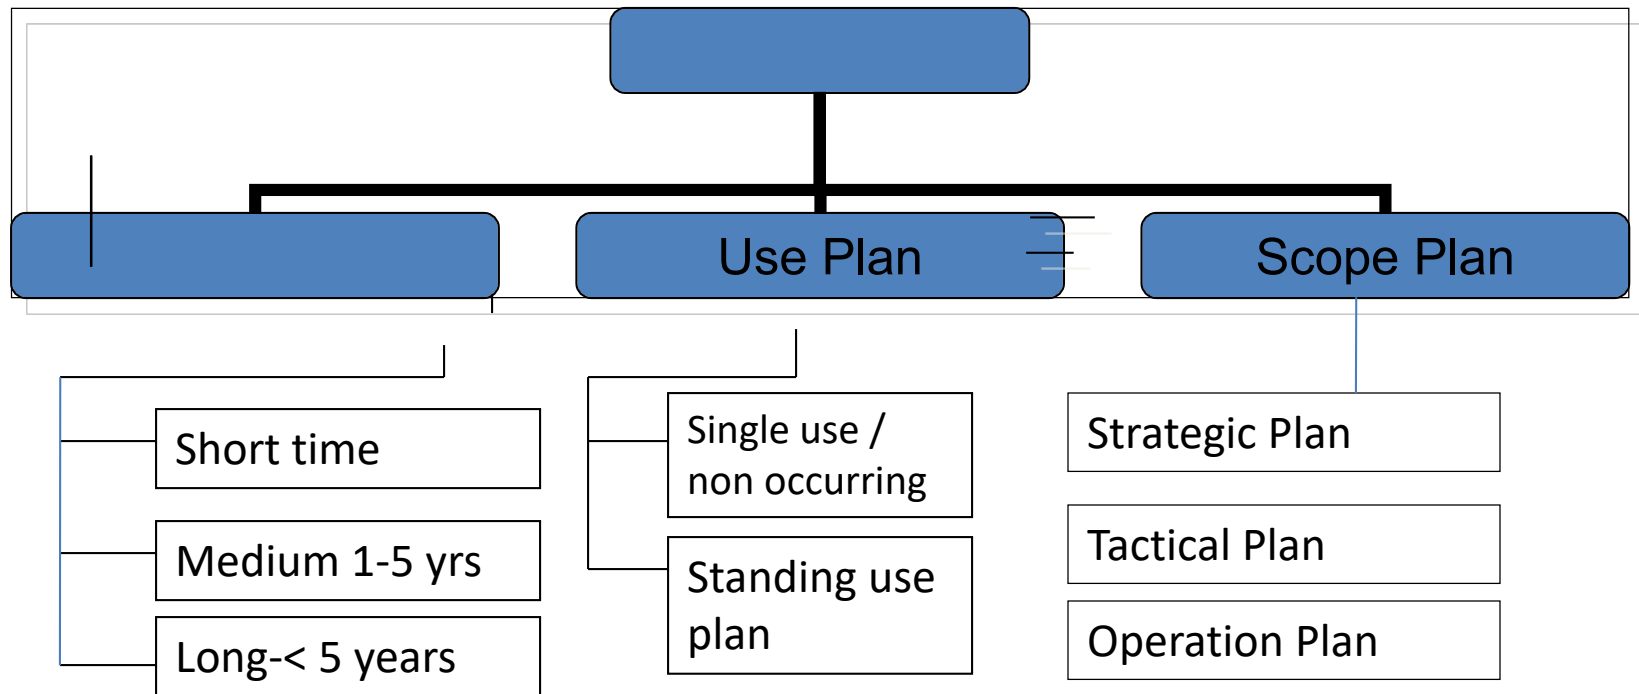 Use Plan
Scope Plan
Short time
Medium 1-5 yrs
Long-< 5 years
Single use /
non occurring
Standing use
plan
Strategic Plan
Tactical Plan
Operation Plan